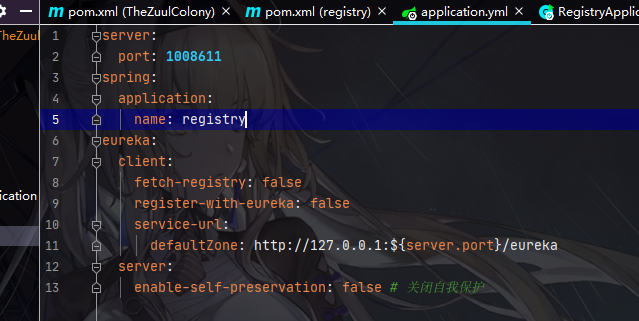 pom.xml (TheZuulColony)
pom.xml (registry)
application.yml
RegistryApplic
TheZuul
plication
1 server:
2 port: 1008611
3 spring:
4 application:
5 name: registry
6 eureka:
7 client:
8 fetch-registry: false
9 register-with-eureka: false
10 service-url:
11 defaultZone: http://127.0.0.1:${server.port}/eureka
12 server:
13 enable-self-preservation: false # 关闭自我保护